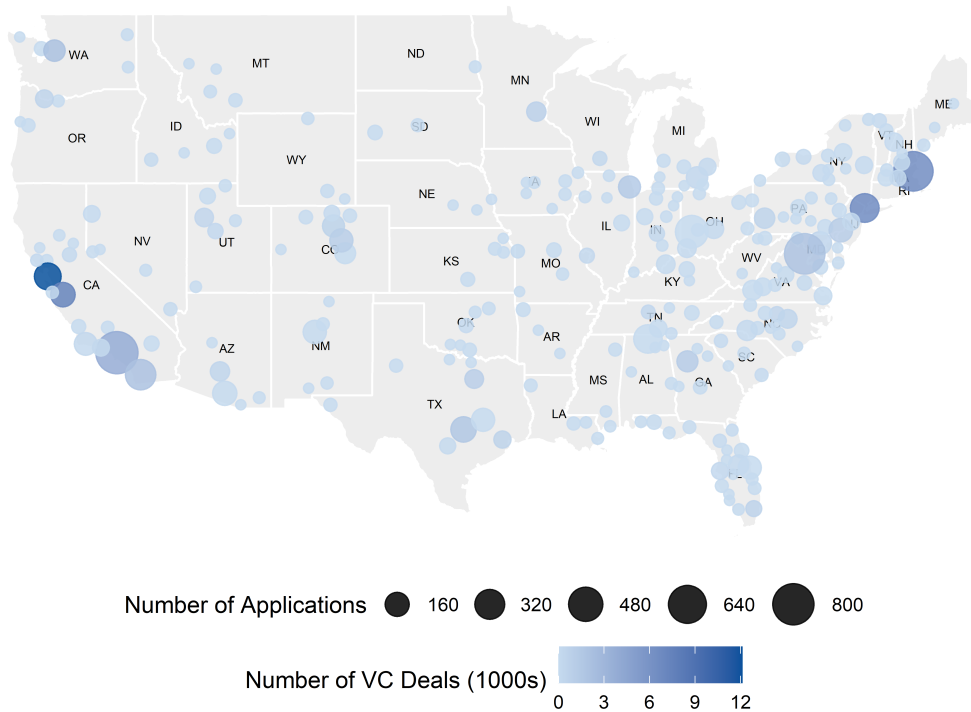 WA
MT
ND
MN
ME
OR
ID
SD
WI
MI
VT
NH
NY
WY
NE
IA
RI
NV
UT
CO
IL
IN
OH
PA
CA
KS
MO
WV
KY
VA
AZ
NM
OK
AR
TN
NC
SC
TX
LA
MS
AL
GA
Number of Applications 160 320 480 640 800
Number of VC Deals (1000s)
0 3 6 9 12